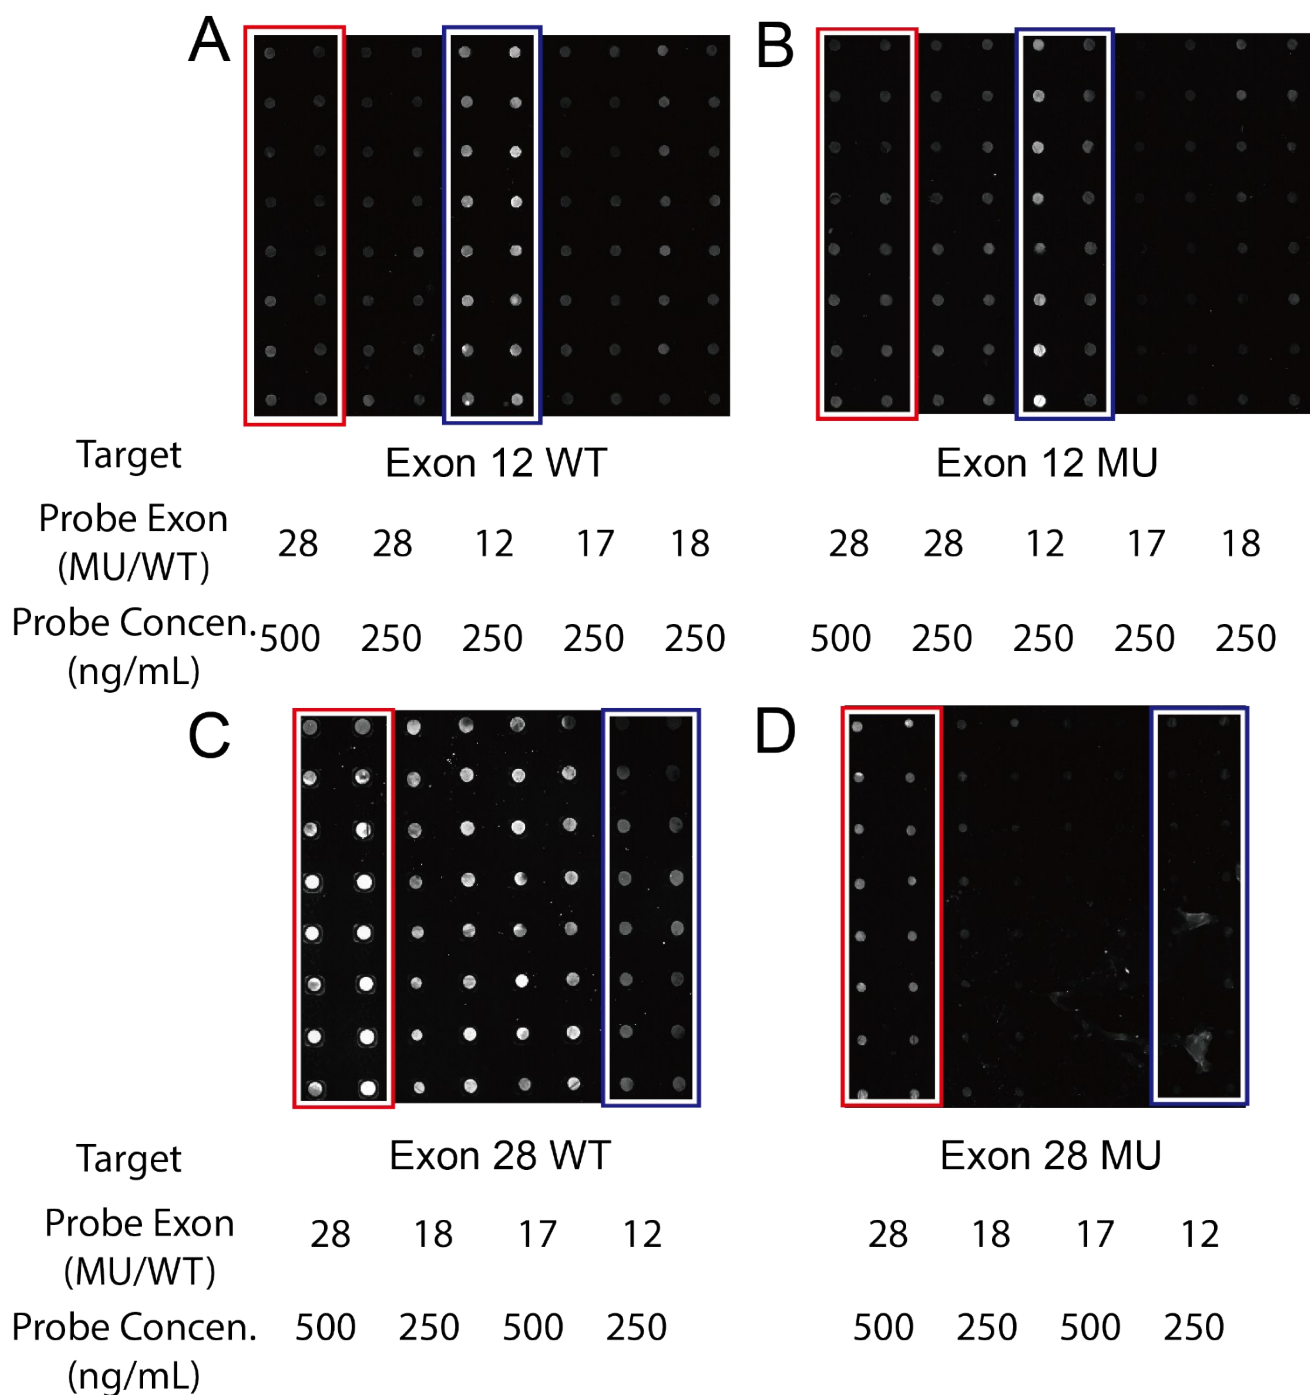 A
B
Target
Exon 12 WT
Exon 12 MU
Probe Exon
(MU/WT)
28 28 12 17 18
28 28 12 17 18
Probe Concen.
(ng/mL)
500 250 250 250 250
500 250 250 250 250
C
D
Target
Exon 28 WT
Exon 28 MU
Probe Exon
(MU/WT)
28 18 17 12
28 18 17 12
Probe Concen.
(ng/mL)
500 250 500 250
500 250 500 250